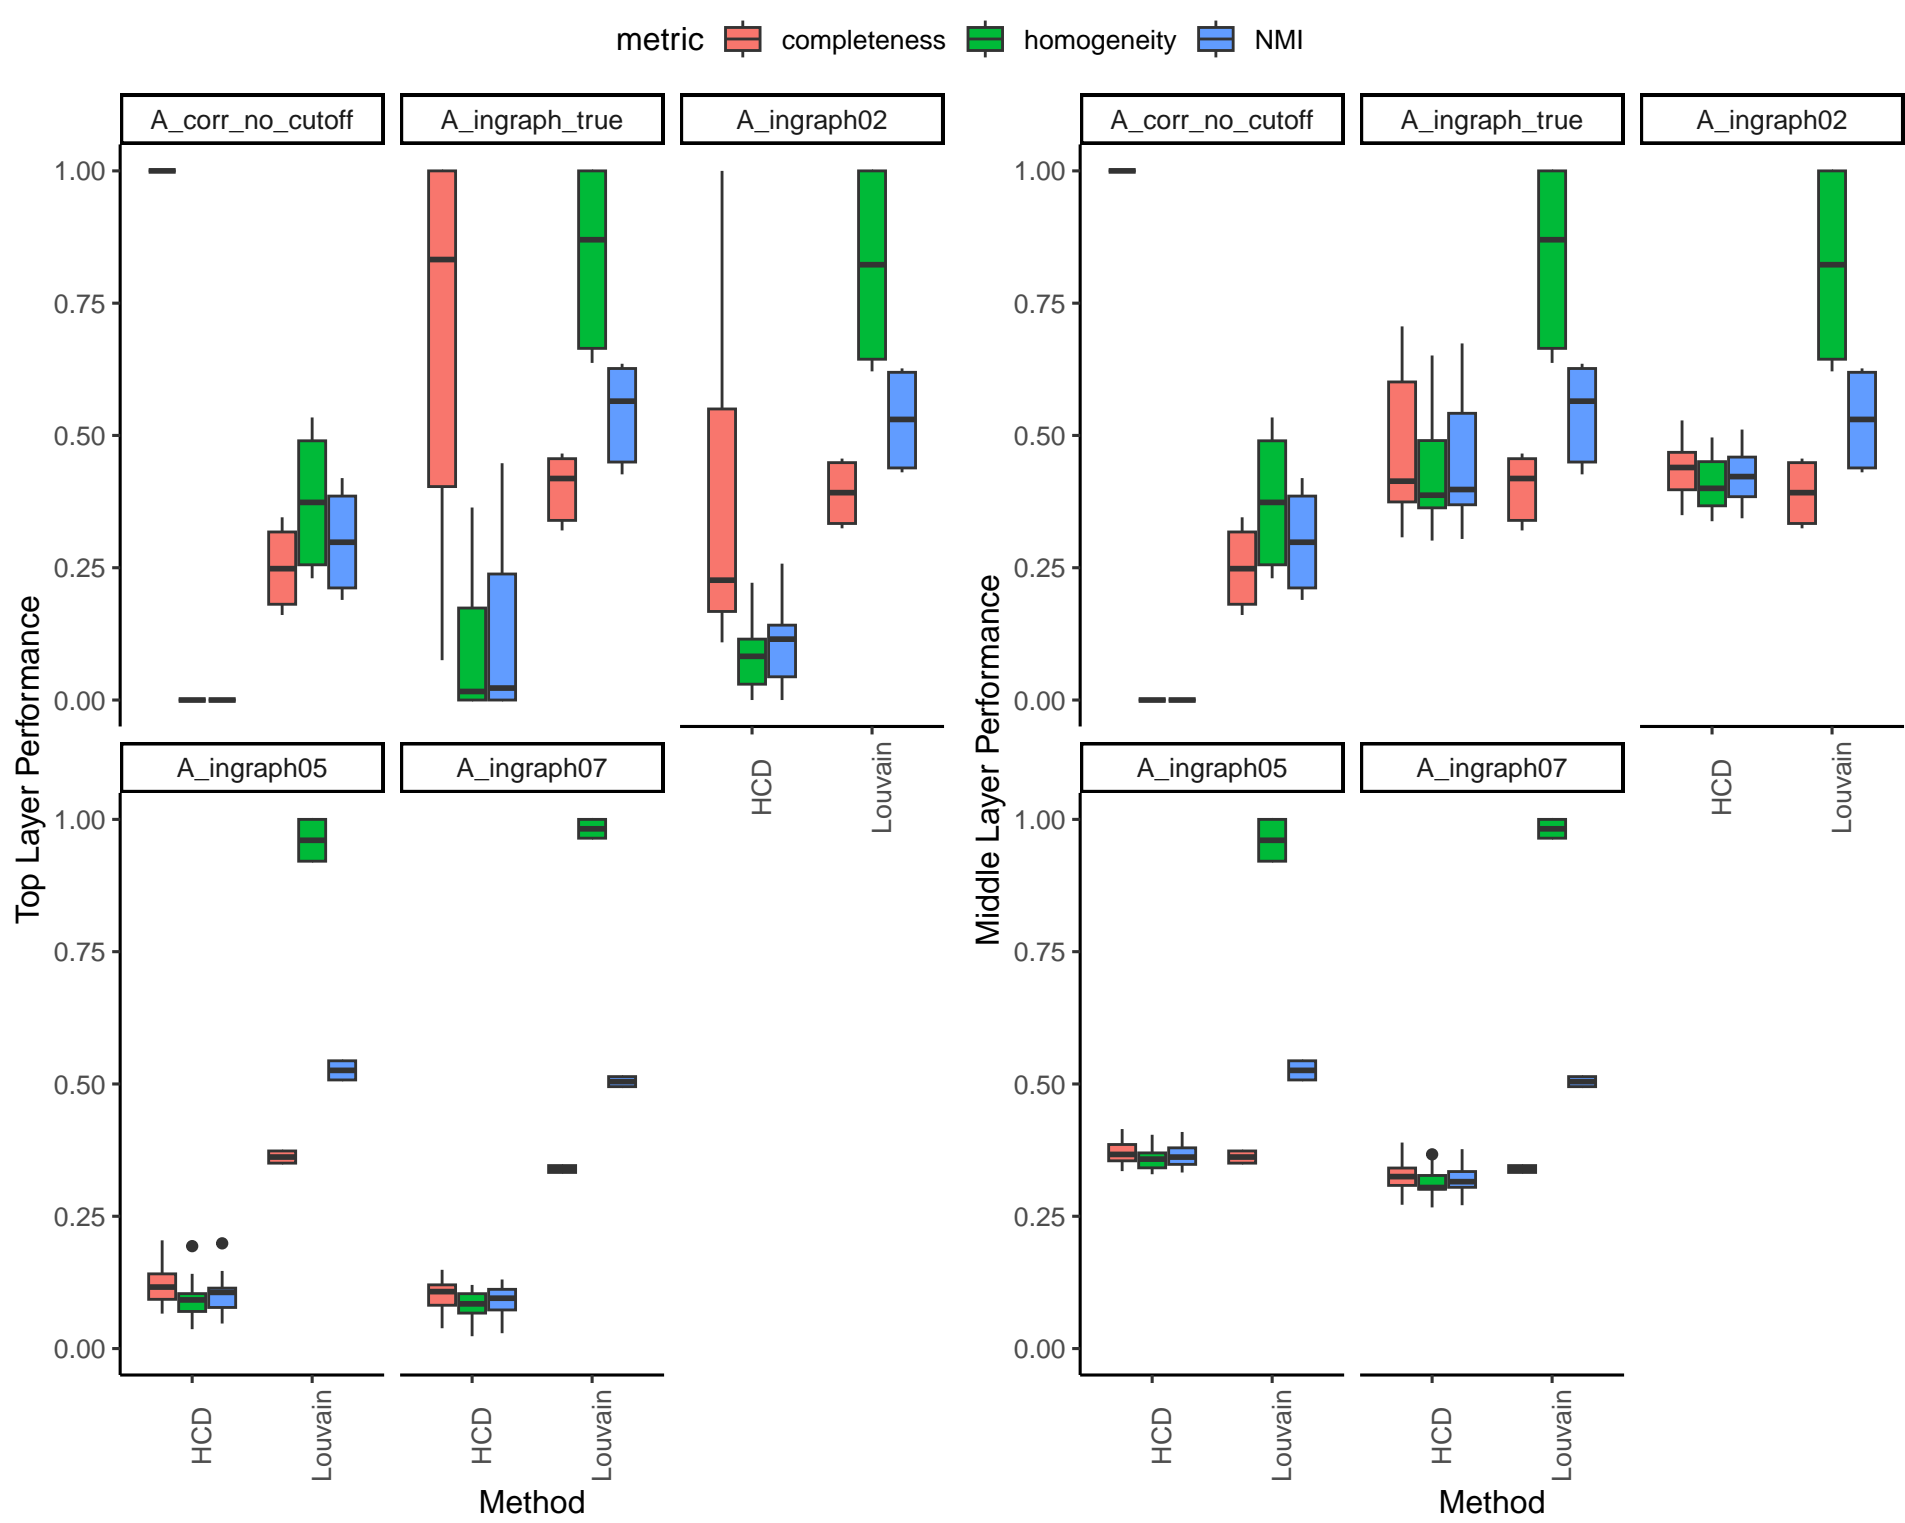 metric completeness homogeneity NMI
A_corr_no_cutoff A_ingraph_true A_ingraph02
1.00
0.75
0.50
0.25
0.00
A_ingraph05 A_ingraph07
HCD
Louvain
1.00
0.75
0.50
0.25
0.00
HCD
Louvain
HCD
Louvain
Top Layer Performance
Method
A_corr_no_cutoff A_ingraph_true A_ingraph02
1.00
0.75
0.50
0.25
0.00
A_ingraph05 A_ingraph07
HCD
Louvain
1.00
0.75
0.50
0.25
0.00
HCD
Louvain
HCD
Louvain
Middle Layer Performance
Method